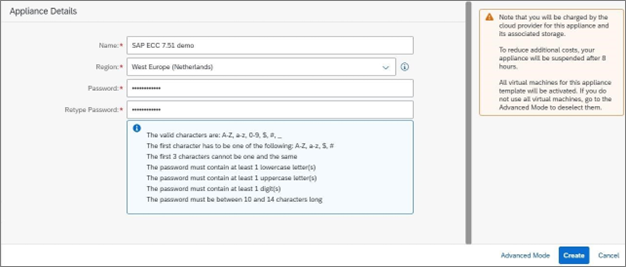 Appliance Details
Name:* SAP ECC 7.51 demo
Region:* West Europe (Netherlands)
Password:* ••••••••••••
Retype Password:* ••••••••••••
The valid characters are: A-Z, a-z, 0-9, $, #, _
The first character has to be one of the following: A-Z, a-z, $, #
The first 3 characters cannot be one and the same
The password must contain at least 1 lowercase letter(s)
The password must contain at least 1 uppercase letter(s)
The password must contain at least 1 digit(s)
The password must be between 10 and 14 characters long
Note that you will be charged by the
cloud provider for this appliance and
its associated storage.
To reduce additional costs, your
appliance will be suspended after 8
hours.
All virtual machines for this appliance
template will be activated. If you do
not use all virtual machines, go to the
Advanced Mode to deselect them.
Advanced Mode Create Cancel